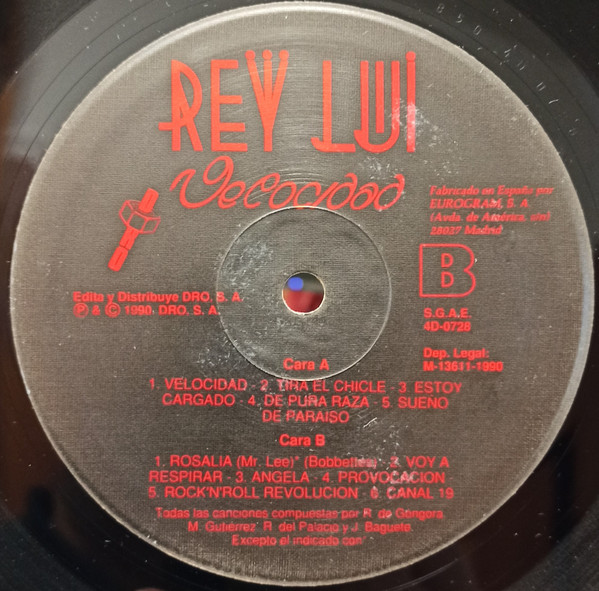 REŸ LUI
Velocidad
Fabricado en España por
EUROGRAM, S. A.
(Avda. de América, s/n)
28027 Madrid
B
Edita y Distribuye DRO, S. A.
Ⓟ & © 1990. DRO, S. A.
S.G.A.E.
4D-0728
Dep. Legal:
M-13611-1990
Cara A
1. VELOCIDAD - 2. TIRA EL CHICLE - 3. ESTOY
CARGADO - 4. DE PURA RAZA - 5. SUEÑO
DE PARAISO
Cara B
1. ROSALIA (Mr. Lee)* (Bobbettes) - 2. VOY A
RESPIRAR - 3. ANGELA - 4. PROVOCACION -
5. ROCK'N'ROLL REVOLUCION - 6. CANAL 19
Todas las canciones compuestas por R. de Gongora,
M. Gutiérrez, R. del Palacio y J. Baguete.
Excepto el indicado con*